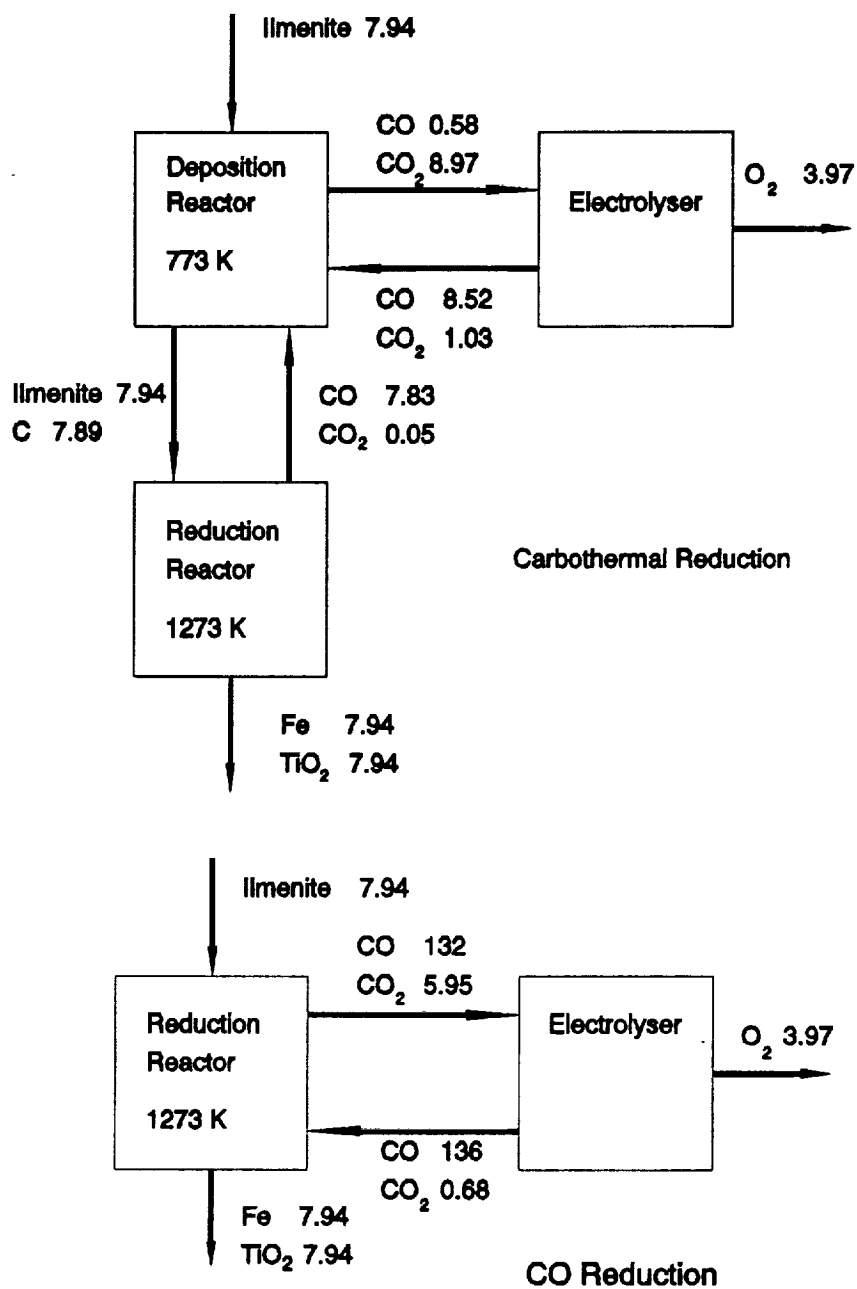 Ilmenite 7.94
Deposition
Reactor
773 K
CO 0.58
CO₂ 8.97
Electrolyser
O₂ 3.97
CO 8.52
CO₂ 1.03
Ilmenite 7.94
C 7.89
CO 7.83
CO₂ 0.05
Reduction
Reactor
1273 K
Carbothermal Reduction
Fe 7.94
TiO₂ 7.94
Ilmenite 7.94
CO 132
CO₂ 5.95
Reduction
Reactor
1273 K
Electrolyser
O₂ 3.97
CO 136
CO₂ 0.68
Fe 7.94
TiO₂ 7.94
CO Reduction